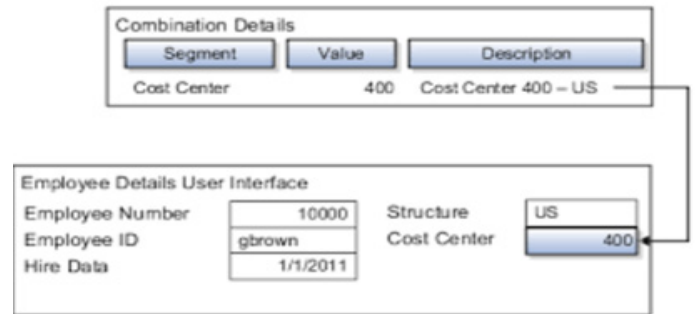 Combination Details
Segment Value Description
Cost Center 400 Cost Center 400 – US
Employee Details User Interface
Employee Number 10000 Structure US
Employee ID gbrown Cost Center 400
Hire Data 1/1/2011